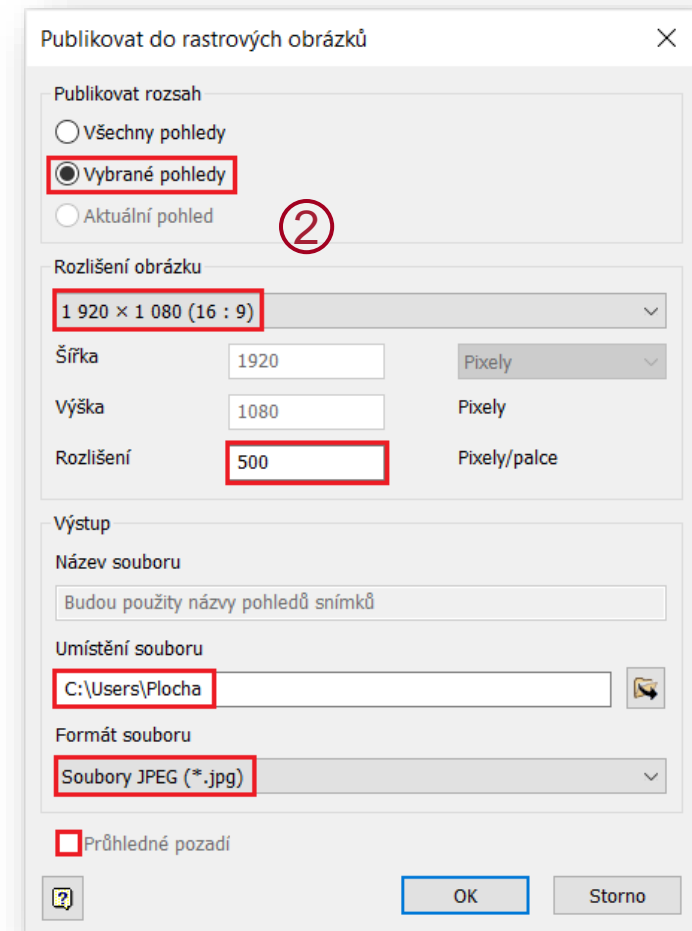 Publikovat do rastrových obrázků
Publikovat rozsah
Všechny pohledy
Vybrané pohledy
Aktuální pohled
2
Rozlišení obrázku
1 920 × 1 080 (16 : 9)
Šířka 1920 Pixely
Výška 1080 Pixely
Rozlišení 500 Pixely/palce
Výstup
Název souboru
Budou použity názvy pohledů snímků
Umístění souboru
C:\Users\Plocha
Formát souboru
Soubory JPEG (*.jpg)
Průhledné pozadí
? OK Storno